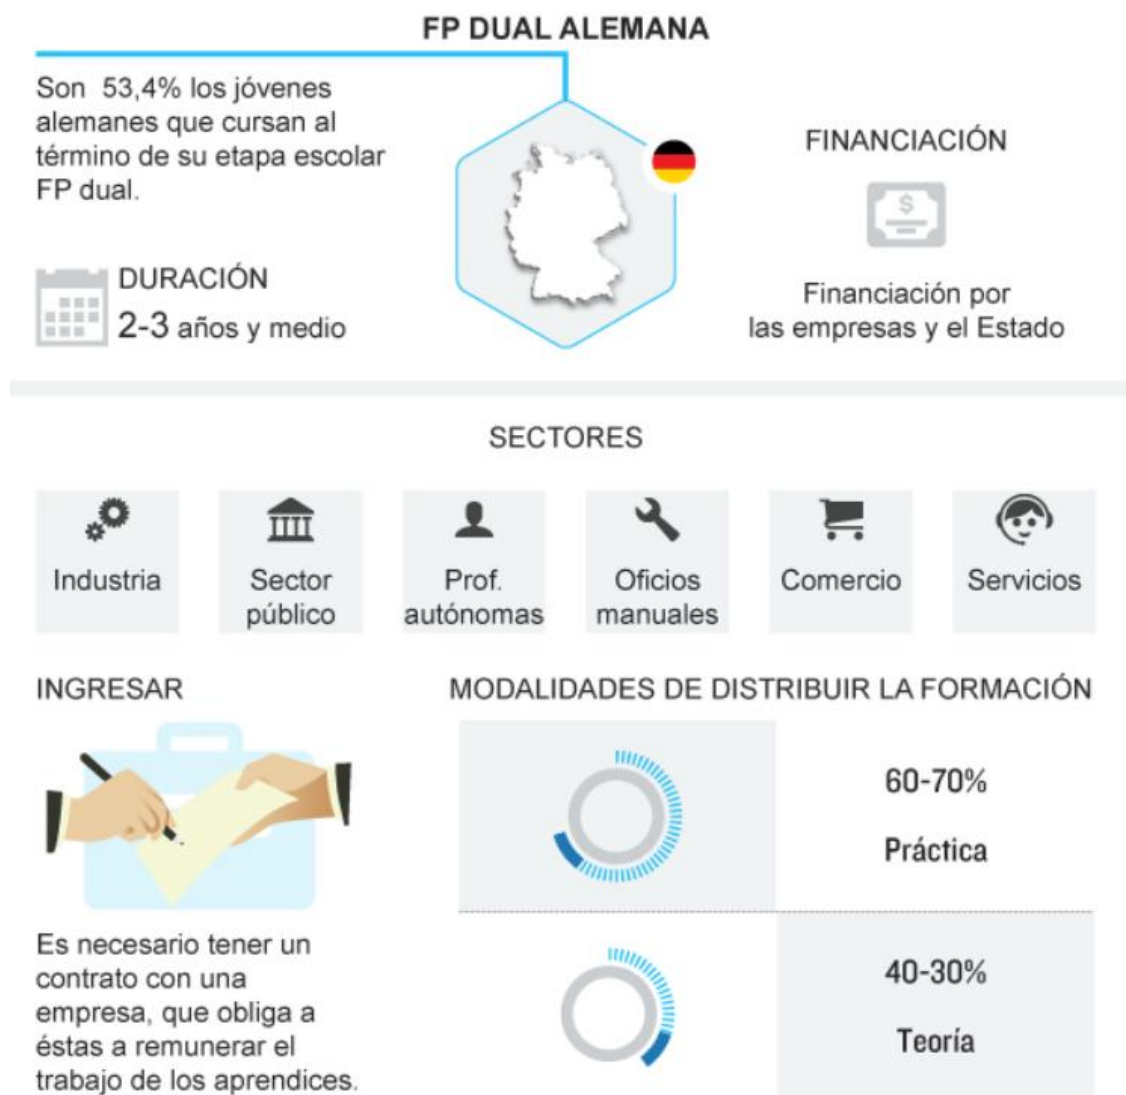 FP DUAL ALEMANA
Son 53,4% los jóvenes
alemanes que cursan al
término de su etapa escolar
FP dual.
DURACIÓN
2-3 años y medio
FINANCIACIÓN
$
Financiación por
las empresas y el Estado
SECTORES
Industria
Sector
público
Prof.
autónomas
Oficios
manuales
Comercio
Servicios
INGRESAR
Es necesario tener un
contrato con una
empresa, que obliga a
éstas a remunerar el
trabajo de los aprendices.
MODALIDADES DE DISTRIBUIR LA FORMACIÓN
60-70%
Práctica
40-30%
Teoría